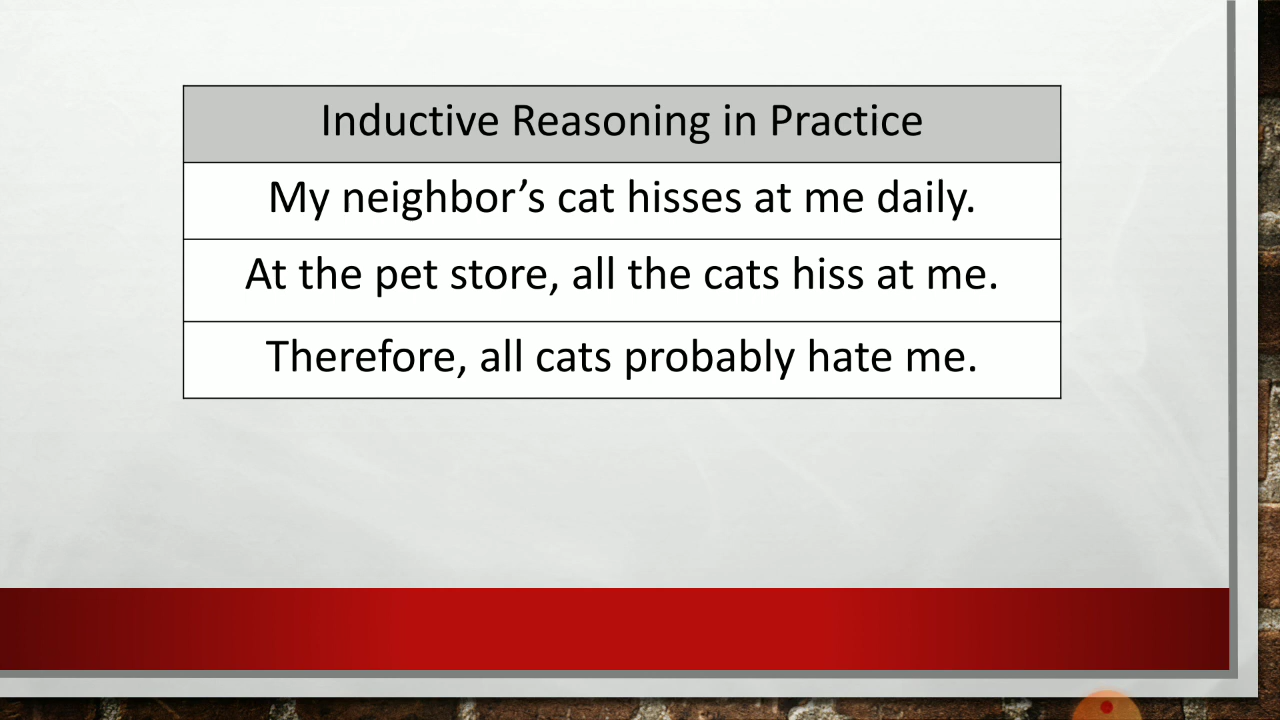 Inductive Reasoning in Practice
My neighbor’s cat hisses at me daily.
At the pet store, all the cats hiss at me.
Therefore, all cats probably hate me.